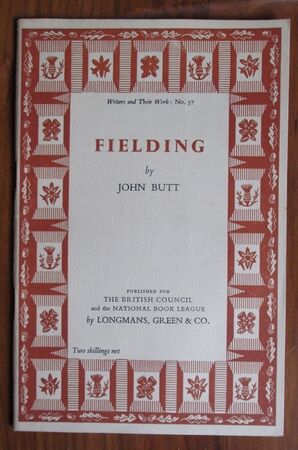 Writers and Their Work: No. 57
FIELDING
by
JOHN BUTT
PUBLISHED FOR
THE BRITISH COUNCIL
and the NATIONAL BOOK LEAGUE
by LONGMANS, GREEN & CO.
Two shillings net